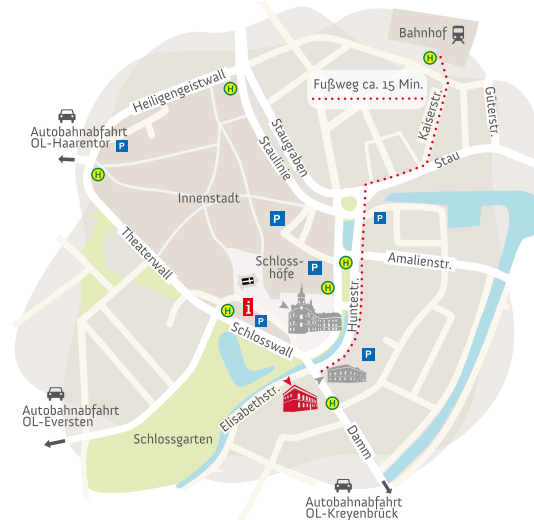 Bahnhof
H
Fußweg ca. 15 Min.
Heiligengeistwall
H
Kaiserstr.
Güterstr.
Autobahnabfahrt
OL-Haarentor
P
Staugraben
Staulinie
Stau
H
Innenstadt
P
P
Theaterwall
Schloss-
höfe
P
H
Amalienstr.
H
Huntestr.
i
H
P
Schlosswall
P
Autobahnabfahrt
OL-Eversten
Elisabethstr.
H
Schlossgarten
Damm
Autobahnabfahrt
OL-Kreyenbrück